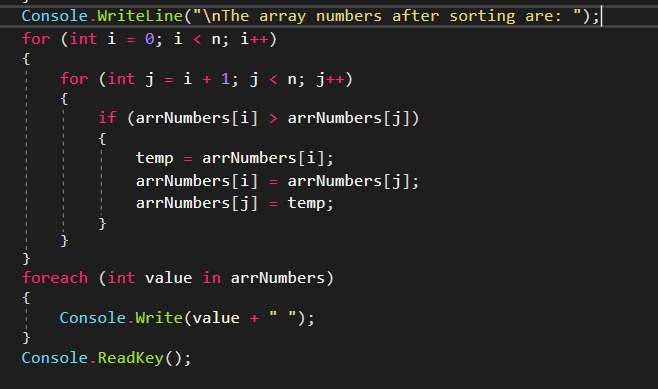 Console.WriteLine("\nThe array numbers after sorting are: ");
for (int i = 0; i < n; i++)
{
    for (int j = i + 1; j < n; j++)
    {
        if (arrNumbers[i] > arrNumbers[j])
        {
            temp = arrNumbers[i];
            arrNumbers[i] = arrNumbers[j];
            arrNumbers[j] = temp;
        }
    }
}
foreach (int value in arrNumbers)
{
    Console.Write(value + " ");
}
Console.ReadKey();